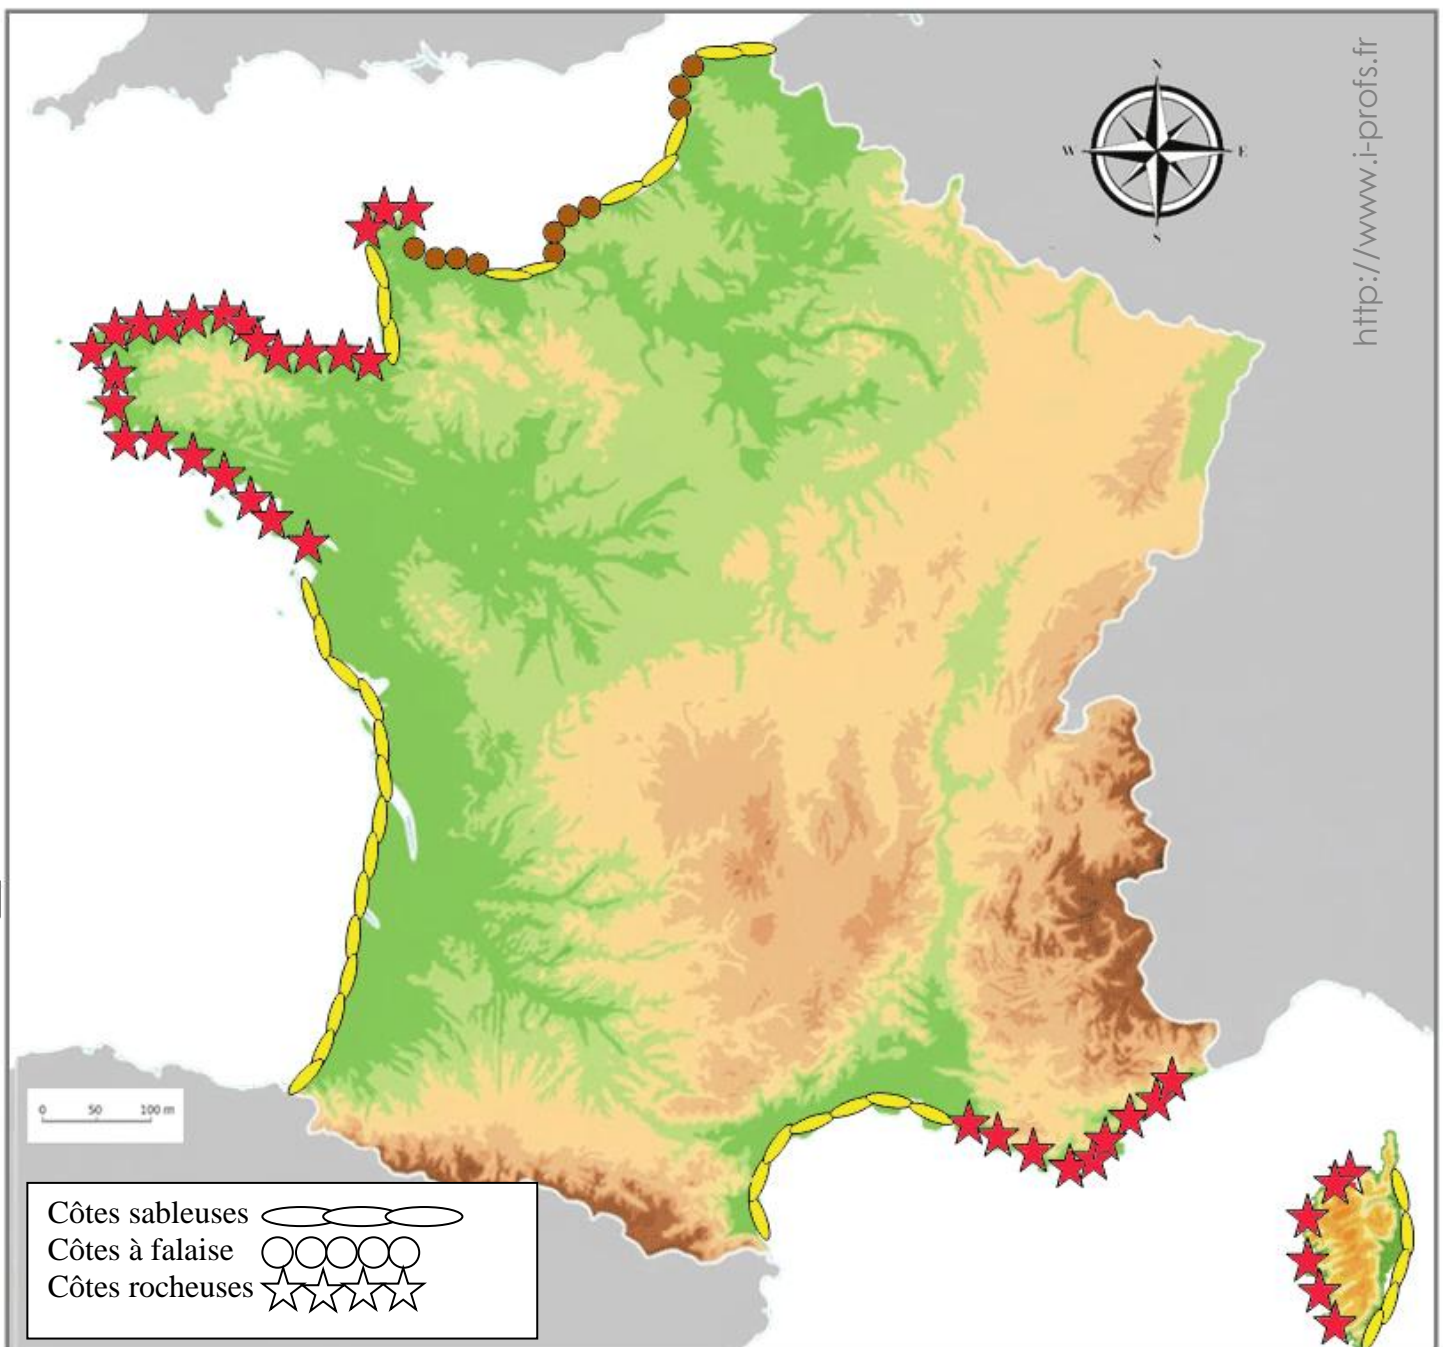 http://www.i-profs.fr
N
W E
S
0 50 100 m
Côtes sableuses
Côtes à falaise
Côtes rocheuses